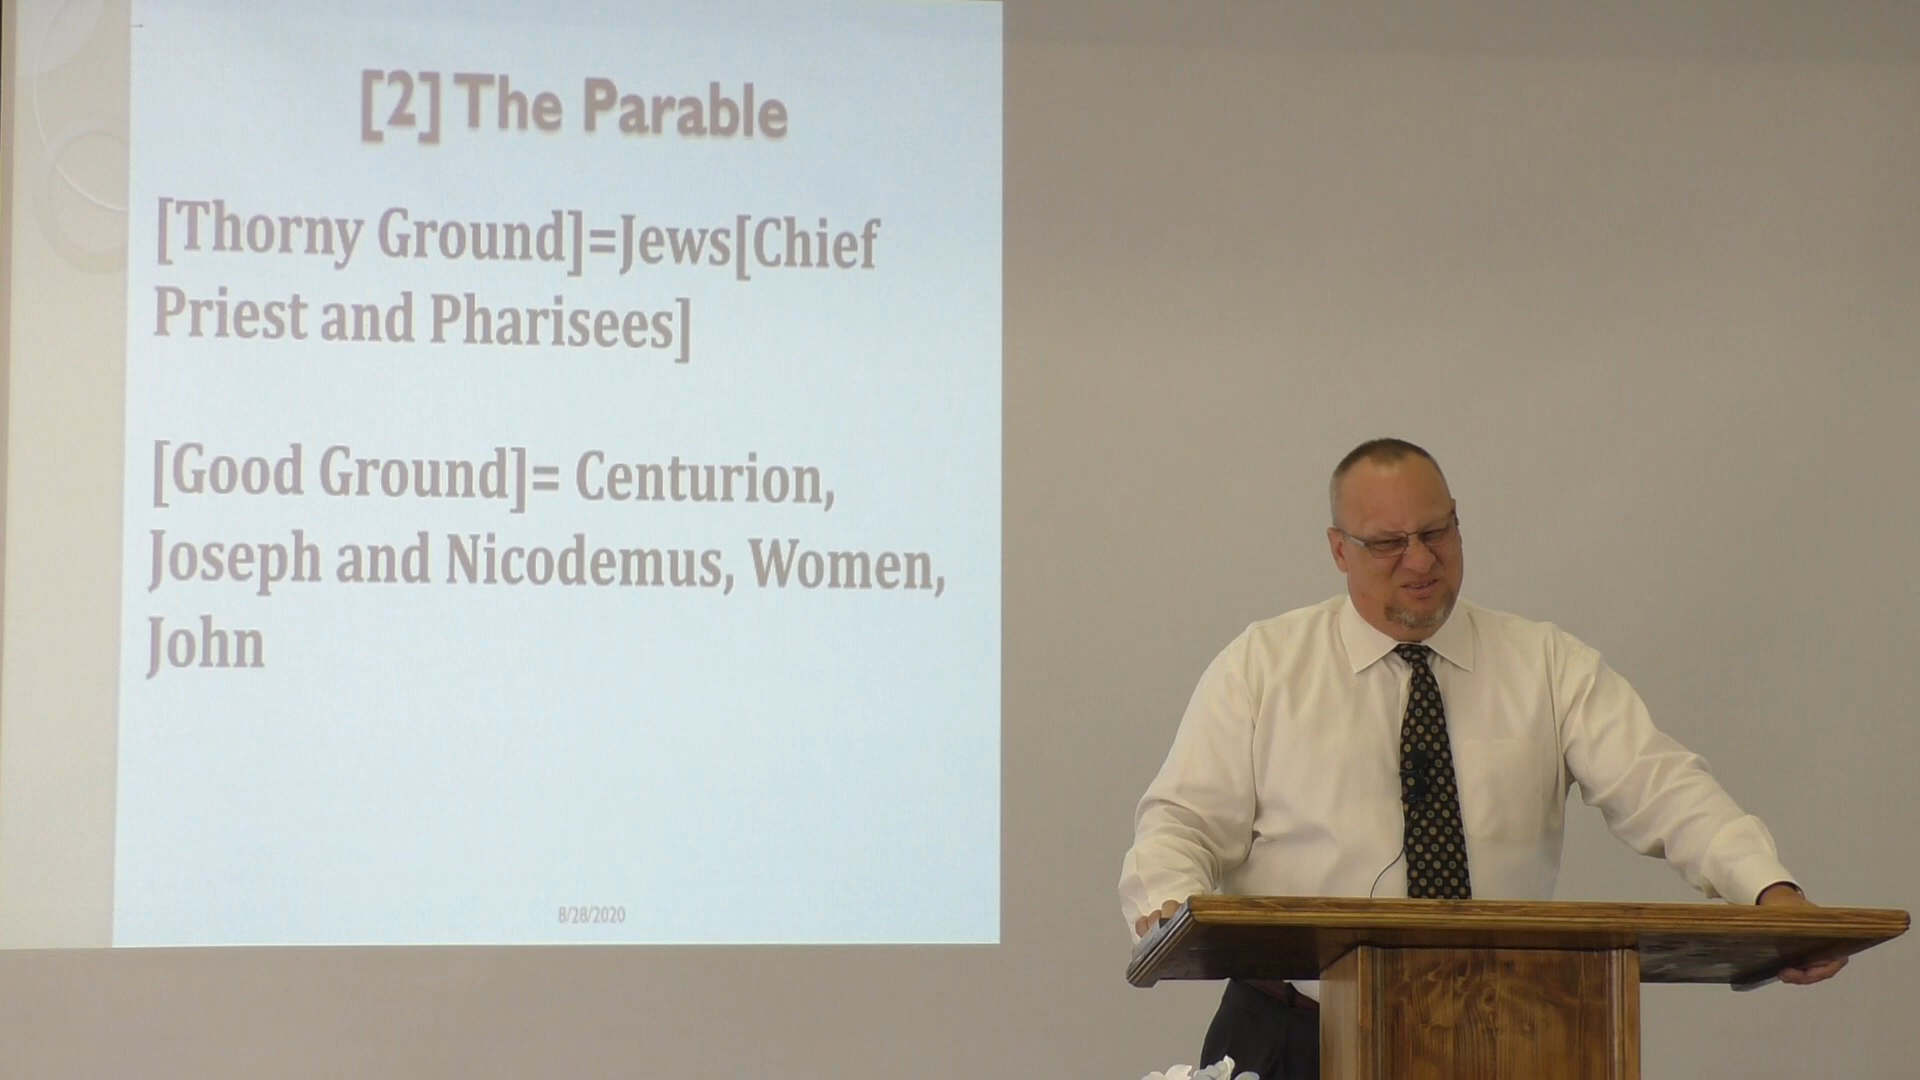 [2] The Parable
[Thorny Ground]=Jews[Chief
Priest and Pharisees]
[Good Ground]= Centurion,
Joseph and Nicodemus, Women,
John
8/28/2020